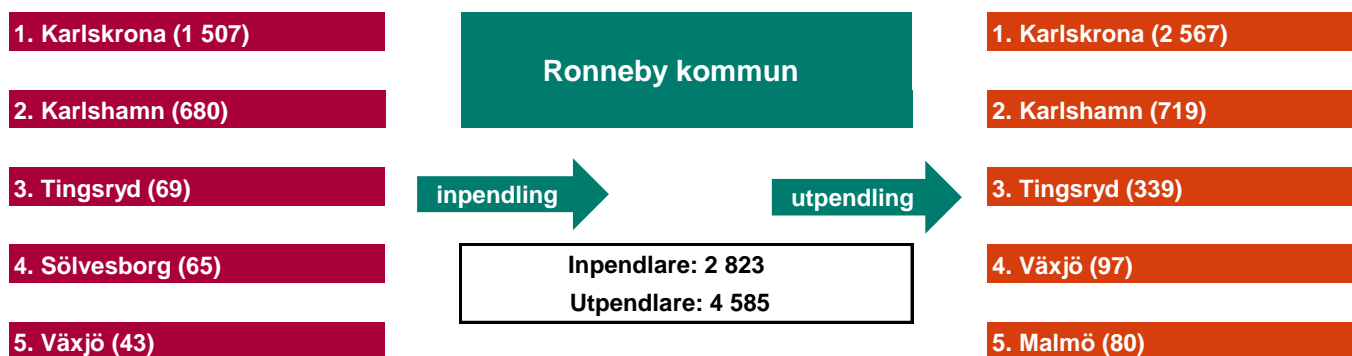 1. Karlskrona (1 507)
2. Karlshamn (680)
3. Tingsryd (69)
4. Sölvesborg (65)
5. Växjö (43)
Ronneby kommun
inpendling
utpendling
Inpendlare: 2 823
Utpendlare: 4 585
1. Karlskrona (2 567)
2. Karlshamn (719)
3. Tingsryd (339)
4. Växjö (97)
5. Malmö (80)